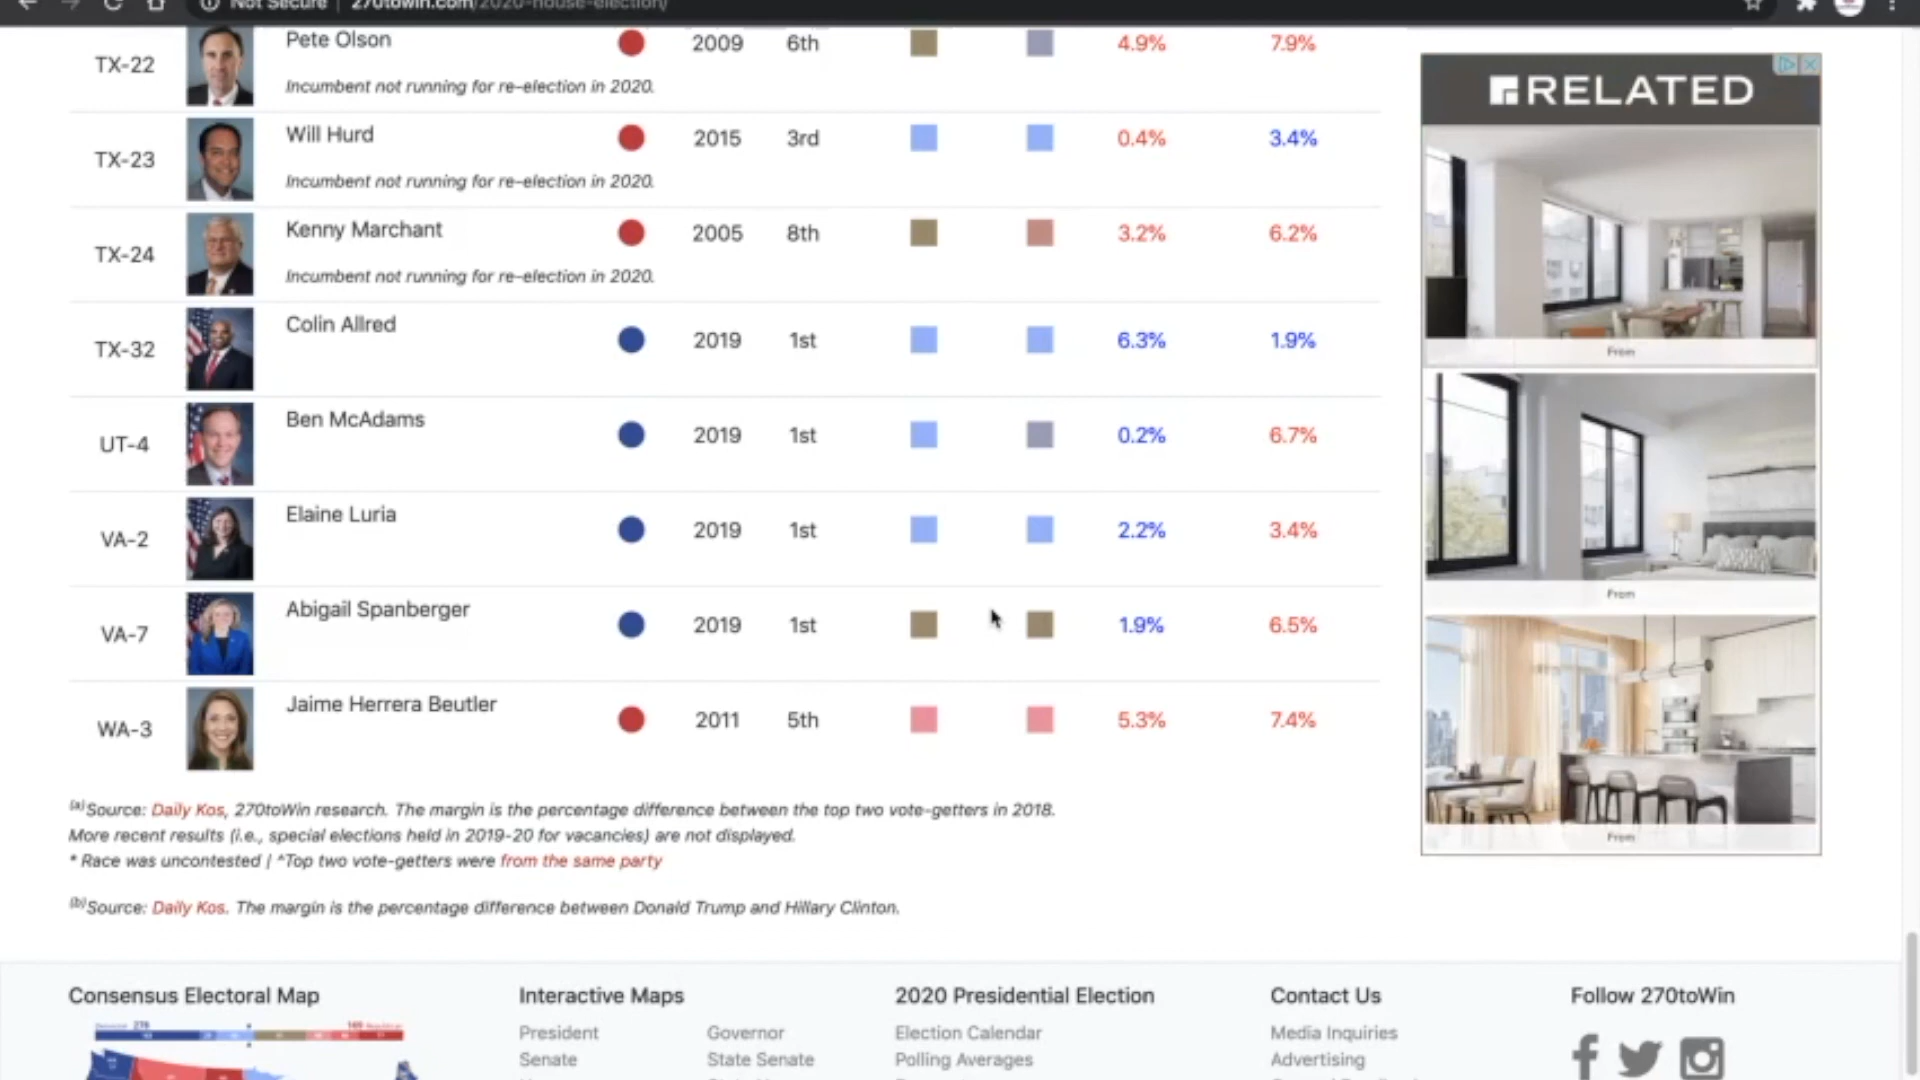 Not Secure | 270towin.com/2020-house-election/
TX-22 Pete Olson 2009 6th 4.9% 7.9%
Incumbent not running for re-election in 2020.
TX-23 Will Hurd 2015 3rd 0.4% 3.4%
Incumbent not running for re-election in 2020.
TX-24 Kenny Marchant 2005 8th 3.2% 6.2%
Incumbent not running for re-election in 2020.
TX-32 Colin Allred 2019 1st 6.3% 1.9%
UT-4 Ben McAdams 2019 1st 0.2% 6.7%
VA-2 Elaine Luria 2019 1st 2.2% 3.4%
VA-7 Abigail Spanberger 2019 1st 1.9% 6.5%
WA-3 Jaime Herrera Beutler 2011 5th 5.3% 7.4%
(a)Source: Daily Kos, 270toWin research. The margin is the percentage difference between the top two vote-getters in 2018.
More recent results (i.e., special elections held in 2019-20 for vacancies) are not displayed.
* Race was uncontested | ^Top two vote-getters were from the same party
(b)Source: Daily Kos. The margin is the percentage difference between Donald Trump and Hillary Clinton.
RELATED
From
From
From
Consensus Electoral Map
Interactive Maps
President
Senate
Governor
State Senate
2020 Presidential Election
Election Calendar
Polling Averages
Contact Us
Media Inquiries
Advertising
Follow 270toWin